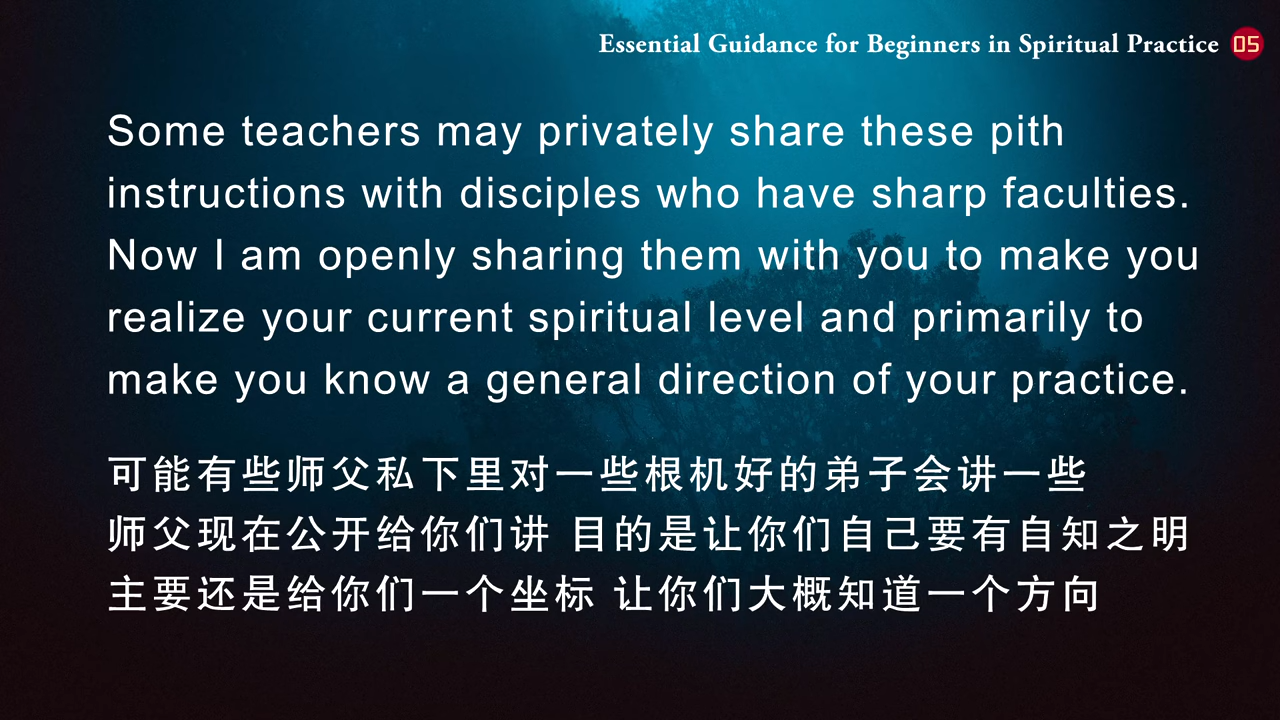 Essential Guidance for Beginners in Spiritual Practice 05
Some teachers may privately share these pith
instructions with disciples who have sharp faculties.
Now I am openly sharing them with you to make you
realize your current spiritual level and primarily to
make you know a general direction of your practice.
可能有些师父私下里对一些根机好的弟子会讲一些
师父现在公开给你们讲 目的是让你们自己要有自知之明
主要还是给你们一个坐标 让你们大概知道一个方向